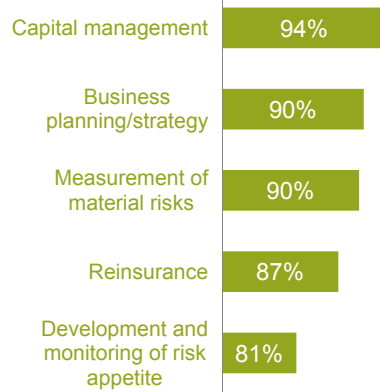 Capital management
94%
Business
planning/strategy
90%
Measurement of
material risks
90%
Reinsurance
87%
Development and
monitoring of risk
appetite
81%